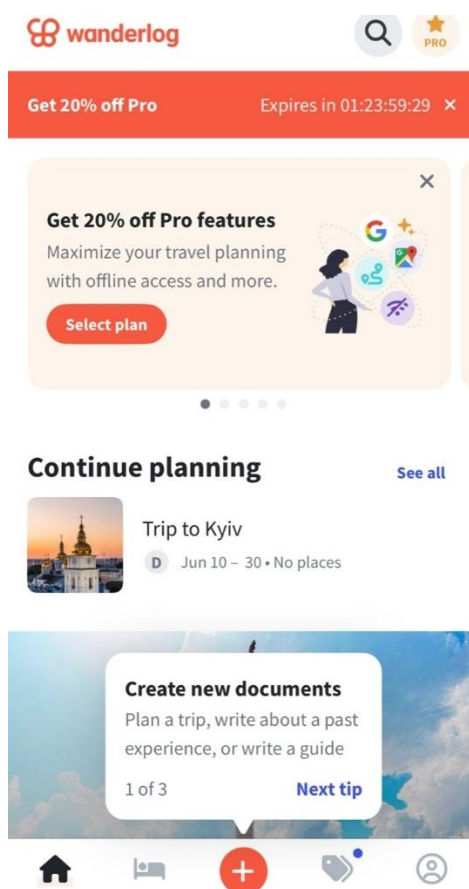 wanderlog
PRO
Get 20% off Pro Expires in 01:23:59:29 ×
Get 20% off Pro features
Maximize your travel planning
with offline access and more.
Select plan
Continue planning
See all
Trip to Kyiv
D Jun 10 – 30 • No places
Create new documents
Plan a trip, write about a past
experience, or write a guide
1 of 3 Next tip